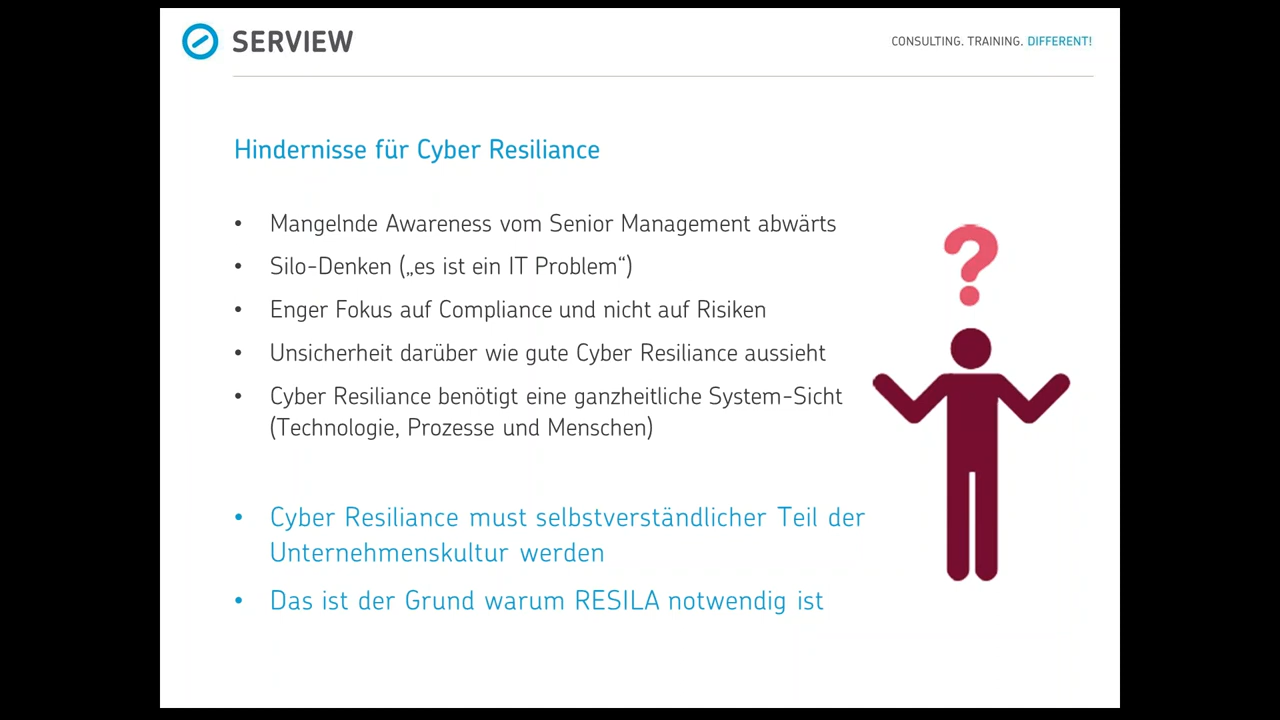 SERVIEW
CONSULTING. TRAINING. DIFFERENT!
Hindernisse für Cyber Resiliance
• Mangelnde Awareness vom Senior Management abwärts
• Silo-Denken („es ist ein IT Problem“)
• Enger Fokus auf Compliance und nicht auf Risiken
• Unsicherheit darüber wie gute Cyber Resiliance aussieht
• Cyber Resiliance benötigt eine ganzheitliche System-Sicht
(Technologie, Prozesse und Menschen)
• Cyber Resiliance must selbstverständlicher Teil der
Unternehmenskultur werden
• Das ist der Grund warum RESILA notwendig ist
?